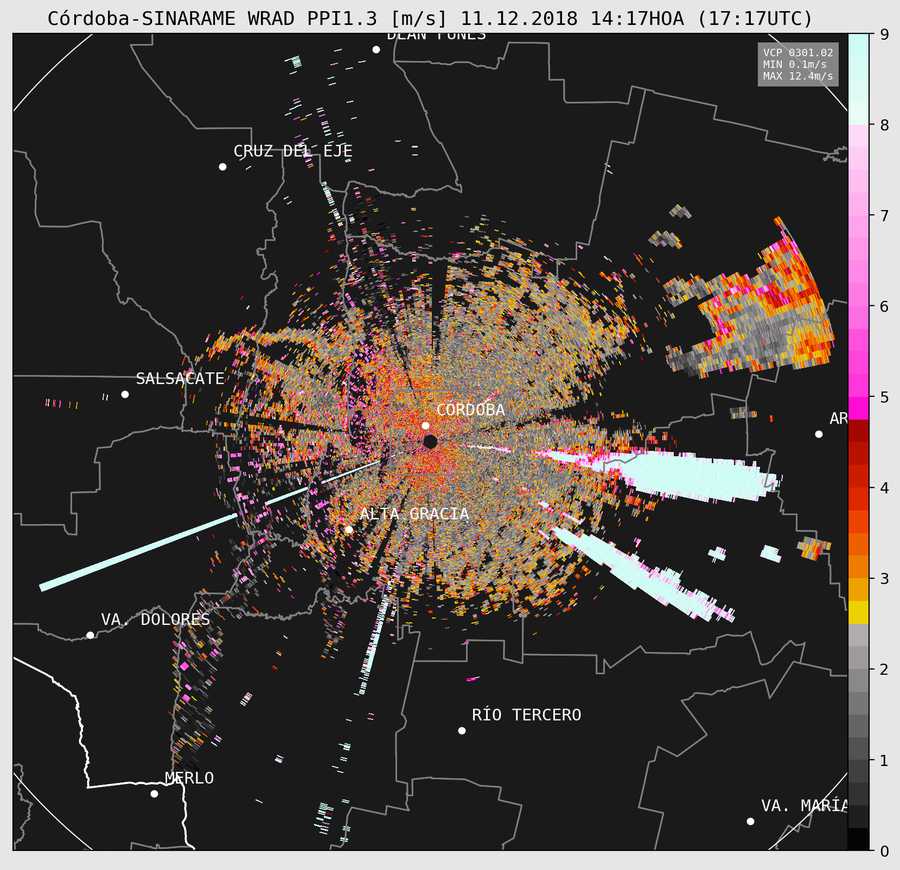 Córdoba-SINARAME WRAD PPI1.3 [m/s] 11.12.2018 14:17HOA (17:17UTC)
DEAN FUNES
VCP 0301.02
MIN 0.1m/s
MAX 12.4m/s
CRUZ DEL EJE
SALSACATE
CÓRDOBA
AR
ALTA GRACIA
VA. DOLORES
RÍO TERCERO
MERLO
VA. MARÍA
9
8
7
6
5
4
3
2
1
0